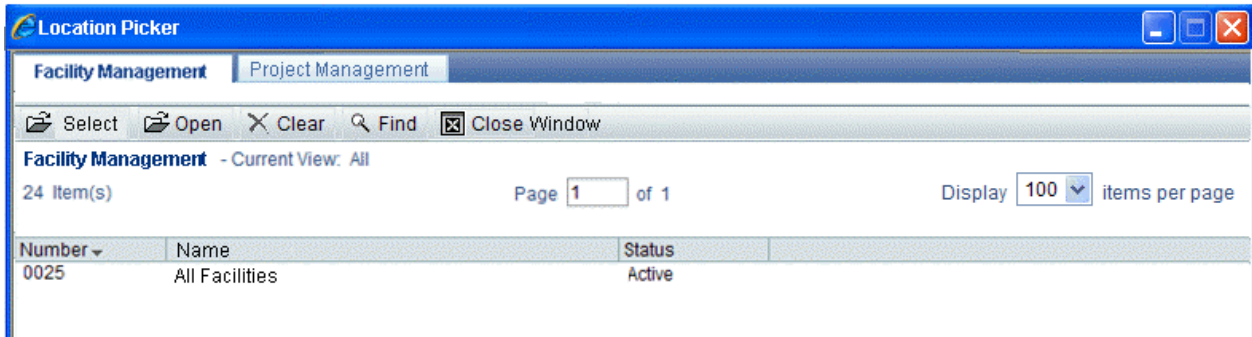 Location Picker
Facility Management Project Management
Select Open Clear Find Close Window
Facility Management - Current View: All
24 Item(s) Page 1 of 1 Display 100 items per page
Number Name Status
0025 All Facilities Active